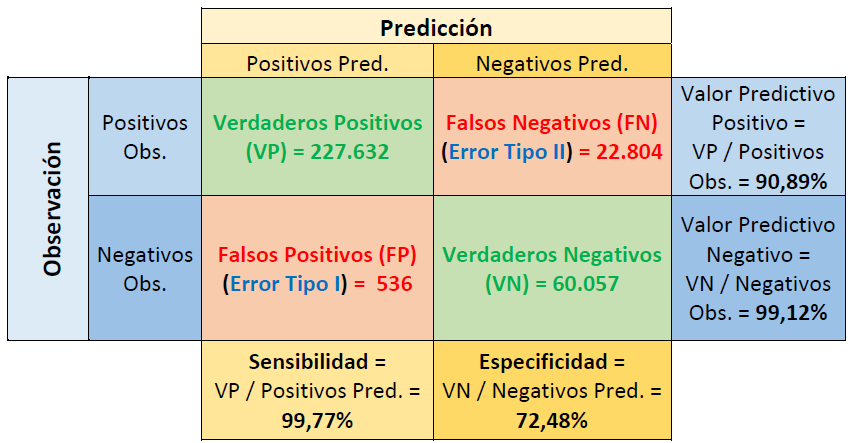 Predicción
Positivos Pred.
Negativos Pred.
Observación
Positivos
Obs.
Verdaderos Positivos
(VP) = 227.632
Falsos Negativos (FN)
(Error Tipo II) = 22.804
Valor Predictivo
Positivo =
VP / Positivos
Obs. = 90,89%
Negativos
Obs.
Falsos Positivos (FP)
(Error Tipo I) = 536
Verdaderos Negativos
(VN) = 60.057
Valor Predictivo
Negativo =
VN / Negativos
Obs. = 99,12%
Sensibilidad =
VP / Positivos Pred. =
99,77%
Especificidad =
VN / Negativos Pred. =
72,48%